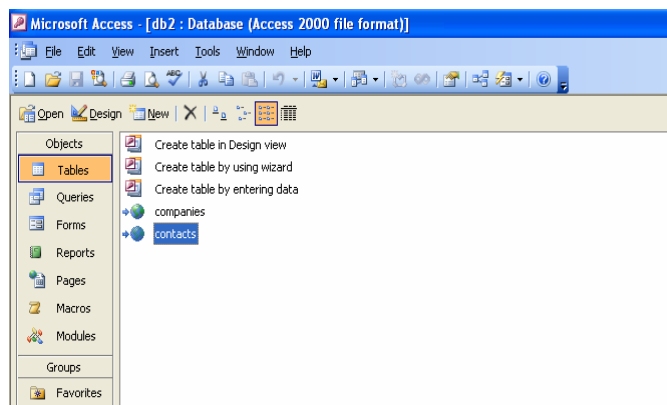 Microsoft Access - [db2 : Database (Access 2000 file format)]
File Edit View Insert Tools Window Help
Open Design New
Objects
Tables
Queries
Forms
Reports
Pages
Macros
Modules
Groups
Favorites
Create table in Design view
Create table by using wizard
Create table by entering data
companies
contacts